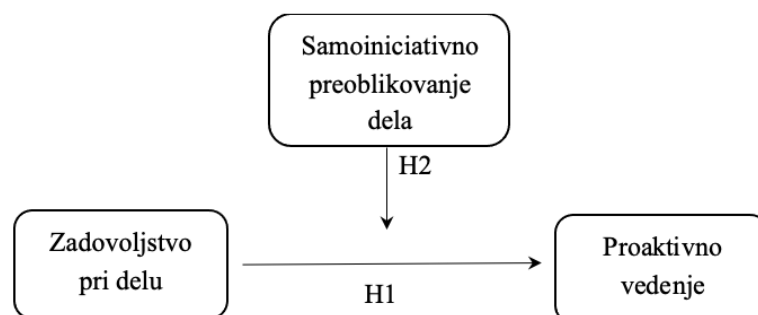 Samoiniciativno
preoblikovanje
dela
H2
Zadovoljstvo
pri delu
H1
Proaktivno
vedenje